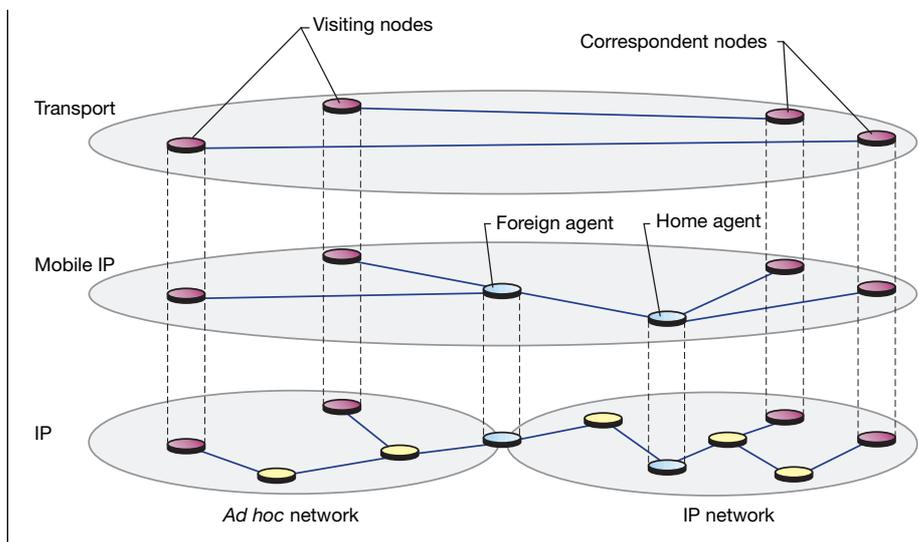 Visiting nodes
Correspondent nodes
Transport
Foreign agent
Home agent
Mobile IP
IP
Ad hoc network
IP network